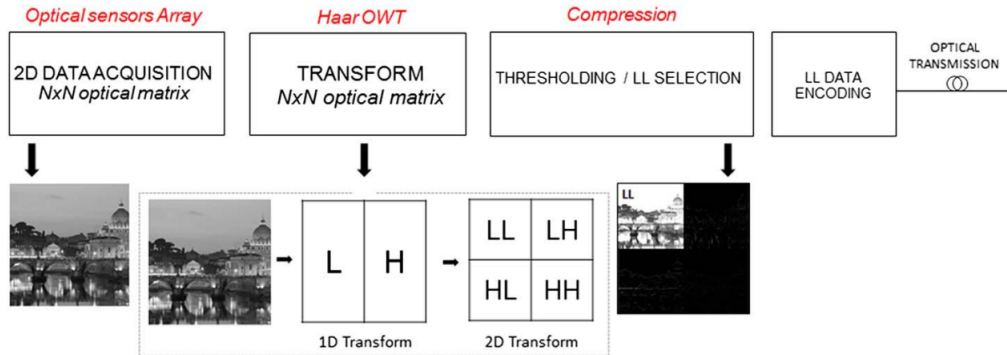 Optical sensors Array
Haar OWT
Compression
2D DATA ACQUISITION
NxN optical matrix
TRANSFORM
NxN optical matrix
THRESHOLDING / LL SELECTION
LL DATA
ENCODING
OPTICAL
TRANSMISSION
L
H
LL
LH
HL
HH
LL
1D Transform
2D Transform